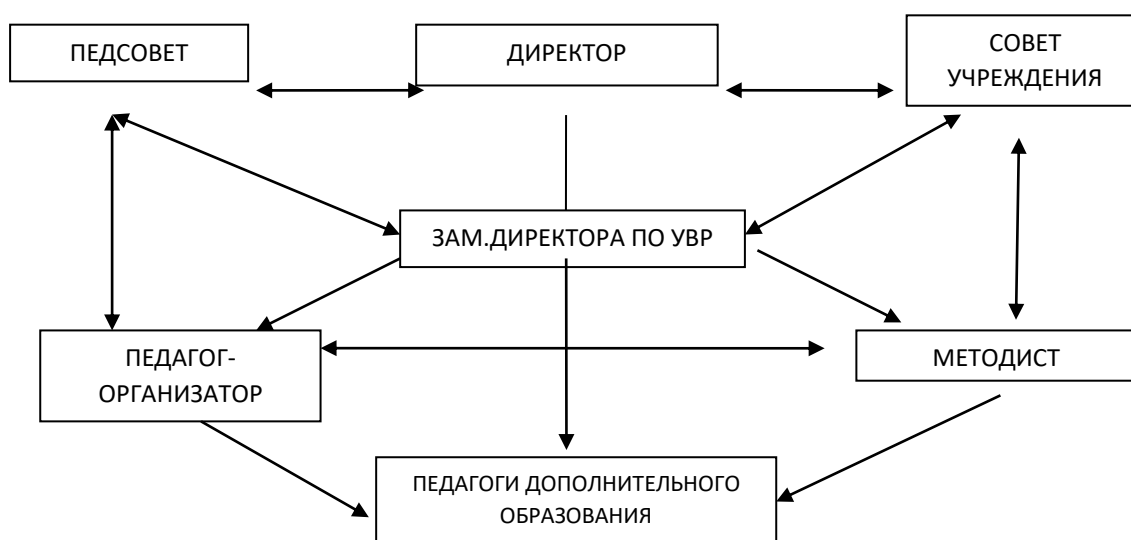 ПЕДСОВЕТ
ДИРЕКТОР
СОВЕТ
УЧРЕЖДЕНИЯ
ЗАМ.ДИРЕКТОРА ПО УВР
ПЕДАГОГ-
ОРГАНИЗАТОР
МЕТОДИСТ
ПЕДАГОГИ ДОПОЛНИТЕЛЬНОГО
ОБРАЗОВАНИЯ